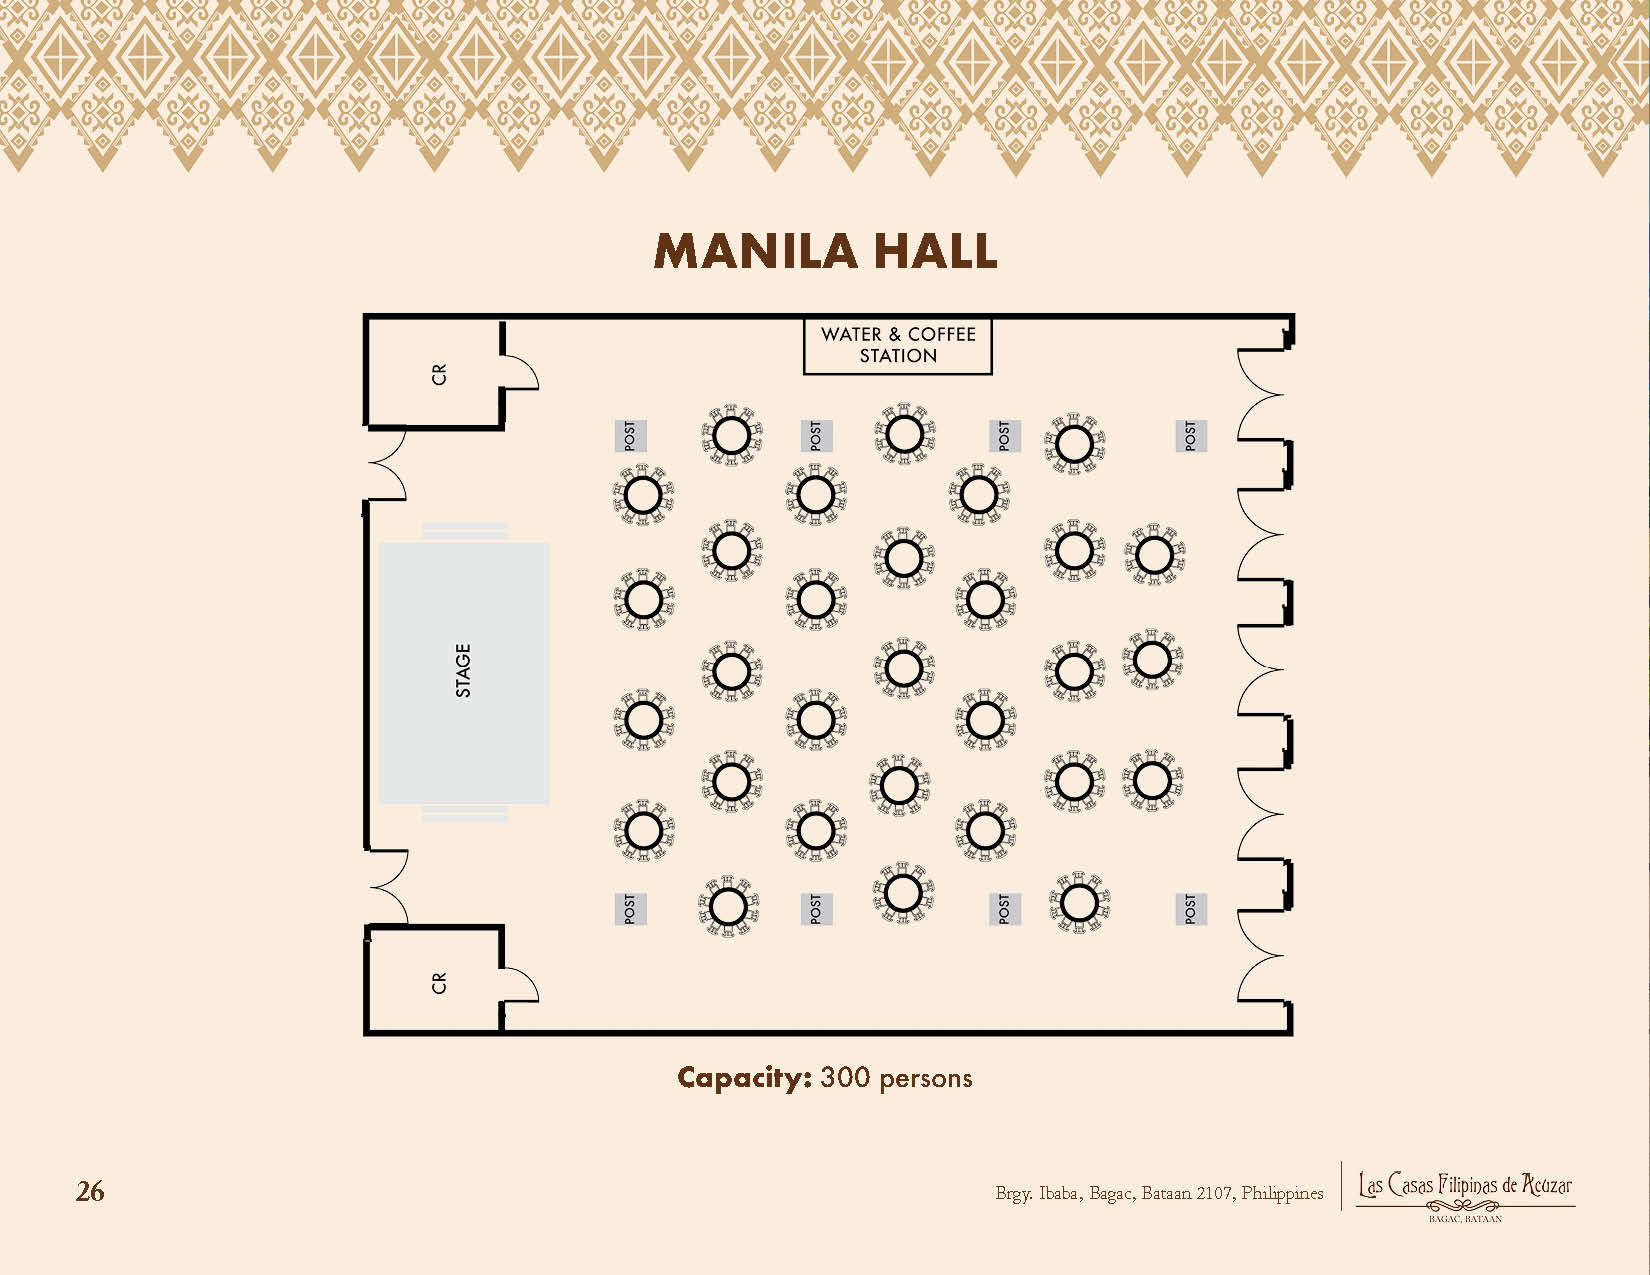 MANILA HALL
WATER & COFFEE
STATION
CR
POST
POST
POST
POST
STAGE
POST
POST
POST
POST
CR
Capacity: 300 persons
26
Brgy. Ibaba, Bagac, Bataan 2107, Philippines
Las Casas Filipinas de Acuzar
BAGAC, BATAAN